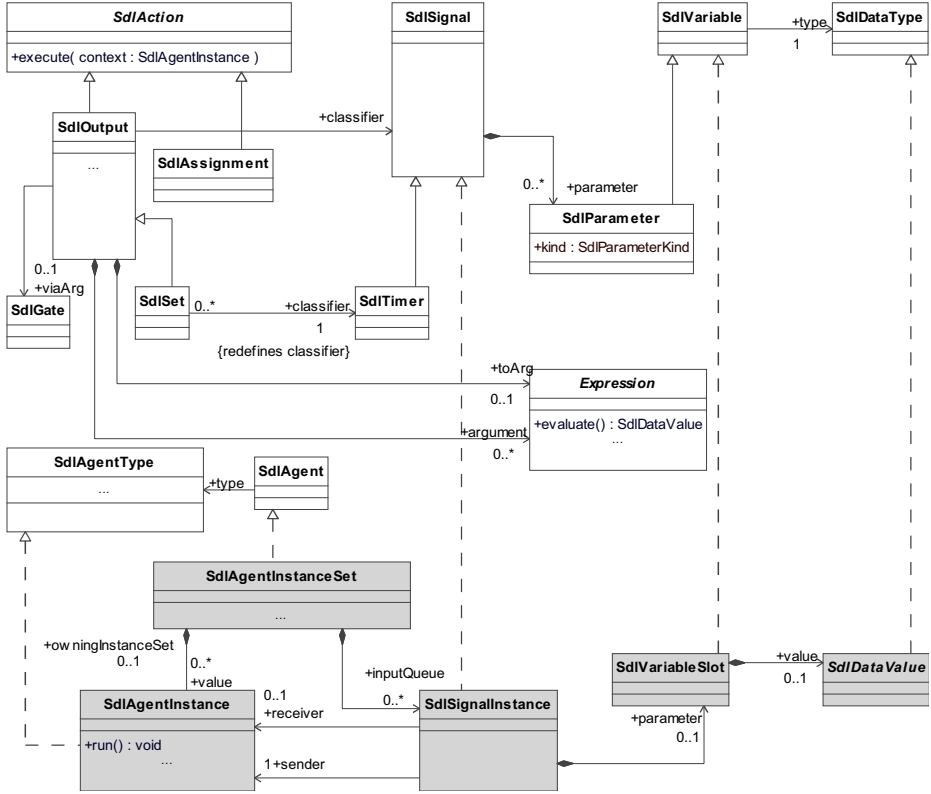 SdlAction
+execute( context : SdlAgentInstance )
SdlSignal
SdlVariable
+type
1
SdlDataType
SdlOutput
...
+classifier
SdlAssignment
0..*
+parameter
SdlParameter
+kind : SdlParameterKind
0..1
+viaArg
SdlGate
SdlSet
0..*
+classifier
1
{redefines classifier}
SdlTimer
+toArg
0..1
Expression
+evaluate() : SdlDataValue
...
+argument
0..*
SdlAgentType
...
+type
SdlAgent
SdlAgentInstanceSet
...
+owningInstanceSet
0..1
0..*
+value
+inputQueue
0..*
SdlAgentInstance
+run() : void
...
0..1
+receiver
1
+sender
SdlSignalInstance
SdlVariableSlot
+value
0..1
SdlDataValue
+parameter
0..1